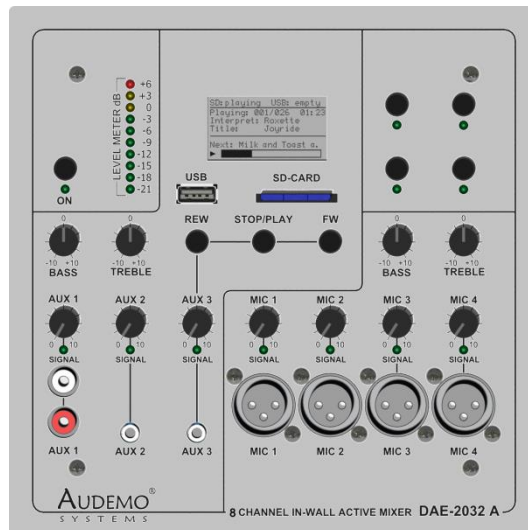 +6
+3
0
-3
-6
-9
-12
-15
-18
-21
LEVEL METER dB
ON
SD:playing USB: empty
Playing: 001/026 01:23
Interpret: Roxette
Title: Joyride
Next: Milk and Toast a.
USB
SD-CARD
REW STOP/PLAY FW
0 0 0 0
-10 +10 -10 +10 -10 +10 -10 +10
BASS TREBLE BASS TREBLE
AUX 1 AUX 2 AUX 3 MIC 1 MIC 2 MIC 3 MIC 4
0 10 0 10 0 10 0 10 0 10 0 10 0 10
SIGNAL SIGNAL SIGNAL SIGNAL SIGNAL SIGNAL SIGNAL
AUX 1 AUX 2 AUX 3 MIC 1 MIC 2 MIC 3 MIC 4
AUDEMO®
SYSTEMS
8 CHANNEL IN-WALL ACTIVE MIXER DAE-2032 A